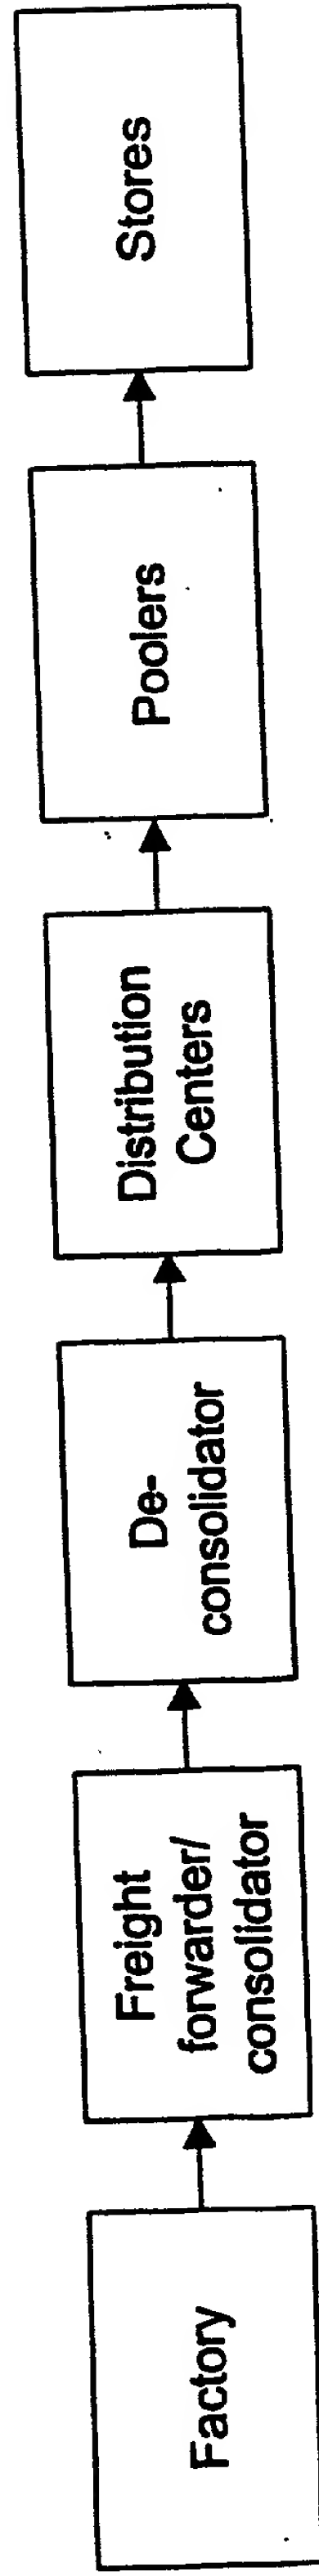 Factory
Freight
forwarder/
consolidator
De-
consolidator
Distribution
Centers
Poolers
Stores